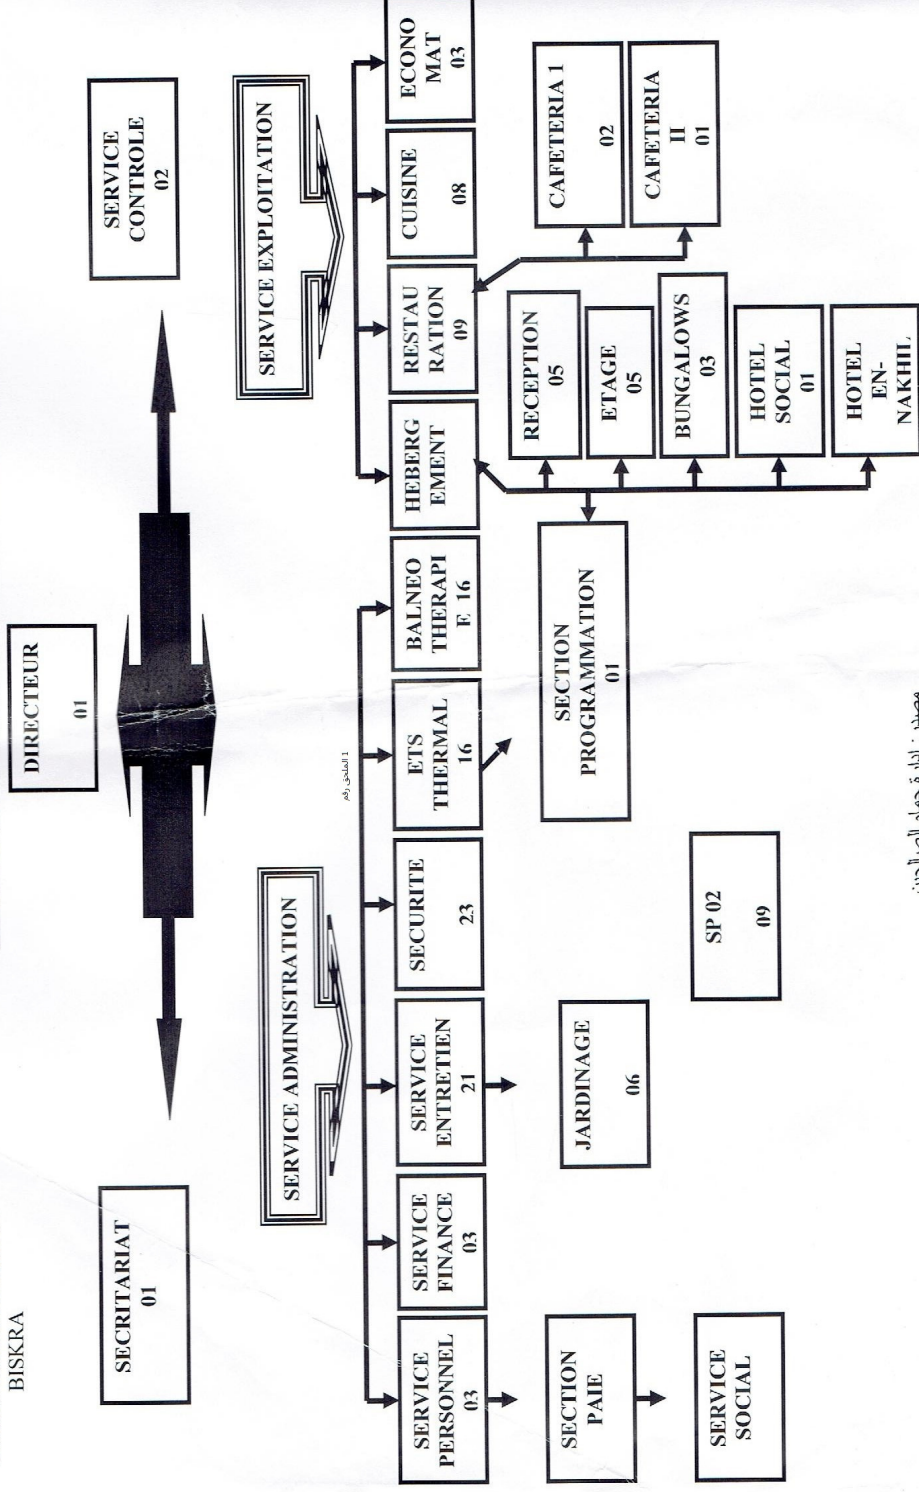 BISKRA
DIRECTEUR
01
SECRITARIAT
01
SERVICE
CONTROLE
02
SERVICE ADMINISTRATION
SERVICE EXPLOITATION
الملحق رقم 1
SERVICE
PERSONNEL
03
SERVICE
FINANCE
03
SERVICE
ENTRETIEN
21
SECURITE
23
ETS
THERMAL
16
BALNEO
THERAPI
E 16
HEBERG
EMENT
RESTAU
RATION
09
CUISINE
08
ECONO
MAT
03
SECTION
PAIE
JARDINAGE
06
SECTION
PROGRAMMATION
01
RECEPTION
05
ETAGE
05
BUNGALOWS
03
HOTEL
SOCIAL
01
HOTEL
EN-
NAKHIL
CAFETERIA 1
02
CAFETERIA
II
01
SERVICE
SOCIAL
SP 02
09